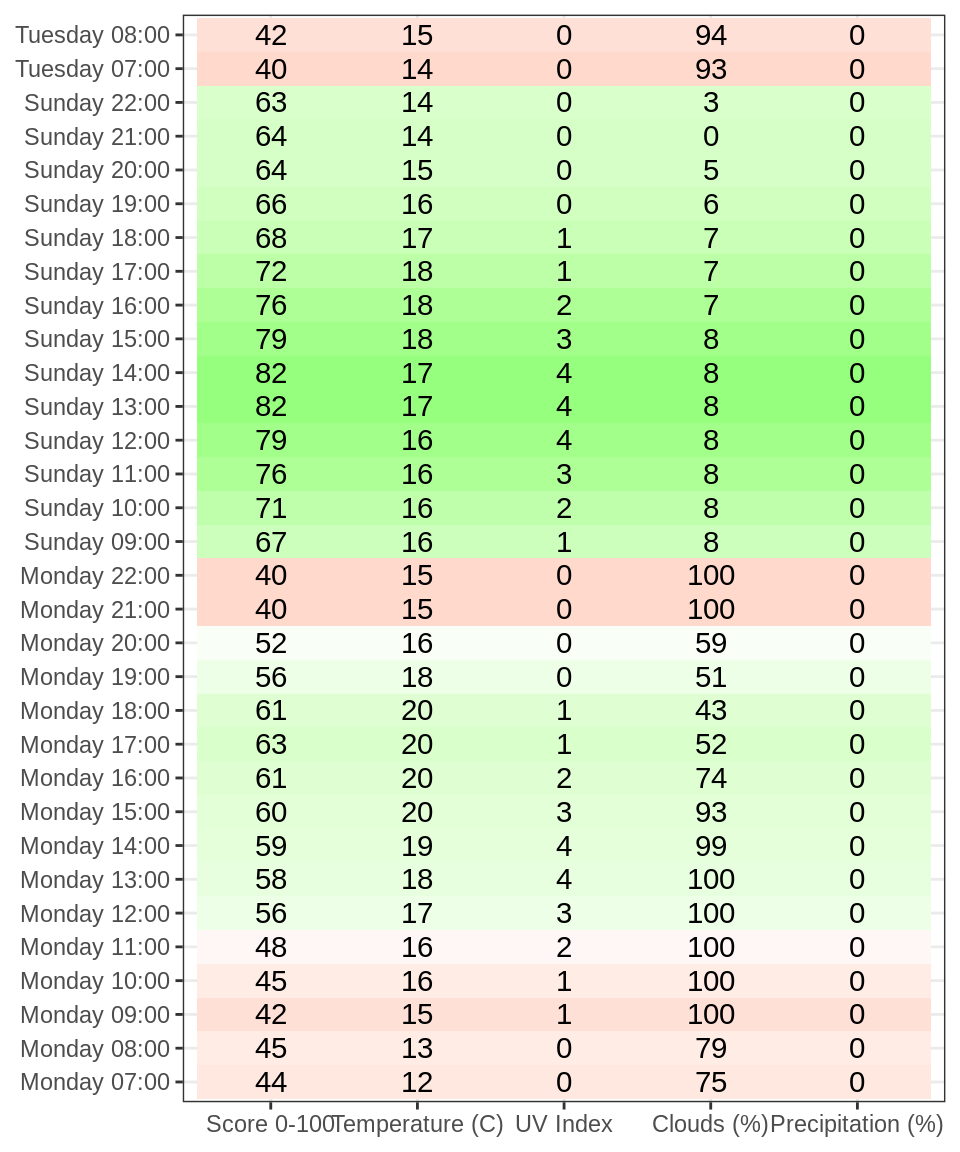 Tuesday 08:00 42 15 0 94 0
Tuesday 07:00 40 14 0 93 0
Sunday 22:00 63 14 0 3 0
Sunday 21:00 64 14 0 0 0
Sunday 20:00 64 15 0 5 0
Sunday 19:00 66 16 0 6 0
Sunday 18:00 68 17 1 7 0
Sunday 17:00 72 18 1 7 0
Sunday 16:00 76 18 2 7 0
Sunday 15:00 79 18 3 8 0
Sunday 14:00 82 17 4 8 0
Sunday 13:00 82 17 4 8 0
Sunday 12:00 79 16 4 8 0
Sunday 11:00 76 16 3 8 0
Sunday 10:00 71 16 2 8 0
Sunday 09:00 67 16 1 8 0
Monday 22:00 40 15 0 100 0
Monday 21:00 40 15 0 100 0
Monday 20:00 52 16 0 59 0
Monday 19:00 56 18 0 51 0
Monday 18:00 61 20 1 43 0
Monday 17:00 63 20 1 52 0
Monday 16:00 61 20 2 74 0
Monday 15:00 60 20 3 93 0
Monday 14:00 59 19 4 99 0
Monday 13:00 58 18 4 100 0
Monday 12:00 56 17 3 100 0
Monday 11:00 48 16 2 100 0
Monday 10:00 45 16 1 100 0
Monday 09:00 42 15 1 100 0
Monday 08:00 45 13 0 79 0
Monday 07:00 44 12 0 75 0
Score 0-100 Temperature (C) UV Index Clouds (%) Precipitation (%)